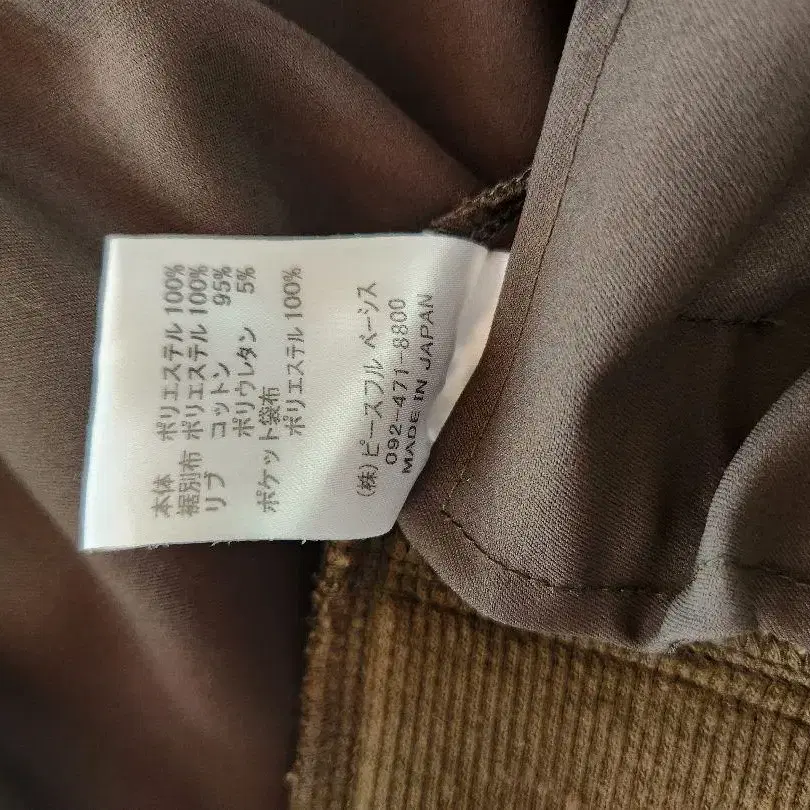 本体 ポリエステル 100%
裾別布 ポリエステル 100%
リブ コットン 95%
ポリウレタン 5%
ポケット袋布
ポリエステル 100%
(株)ピースフル ベーシス
092-471-8800
MADE IN JAPAN